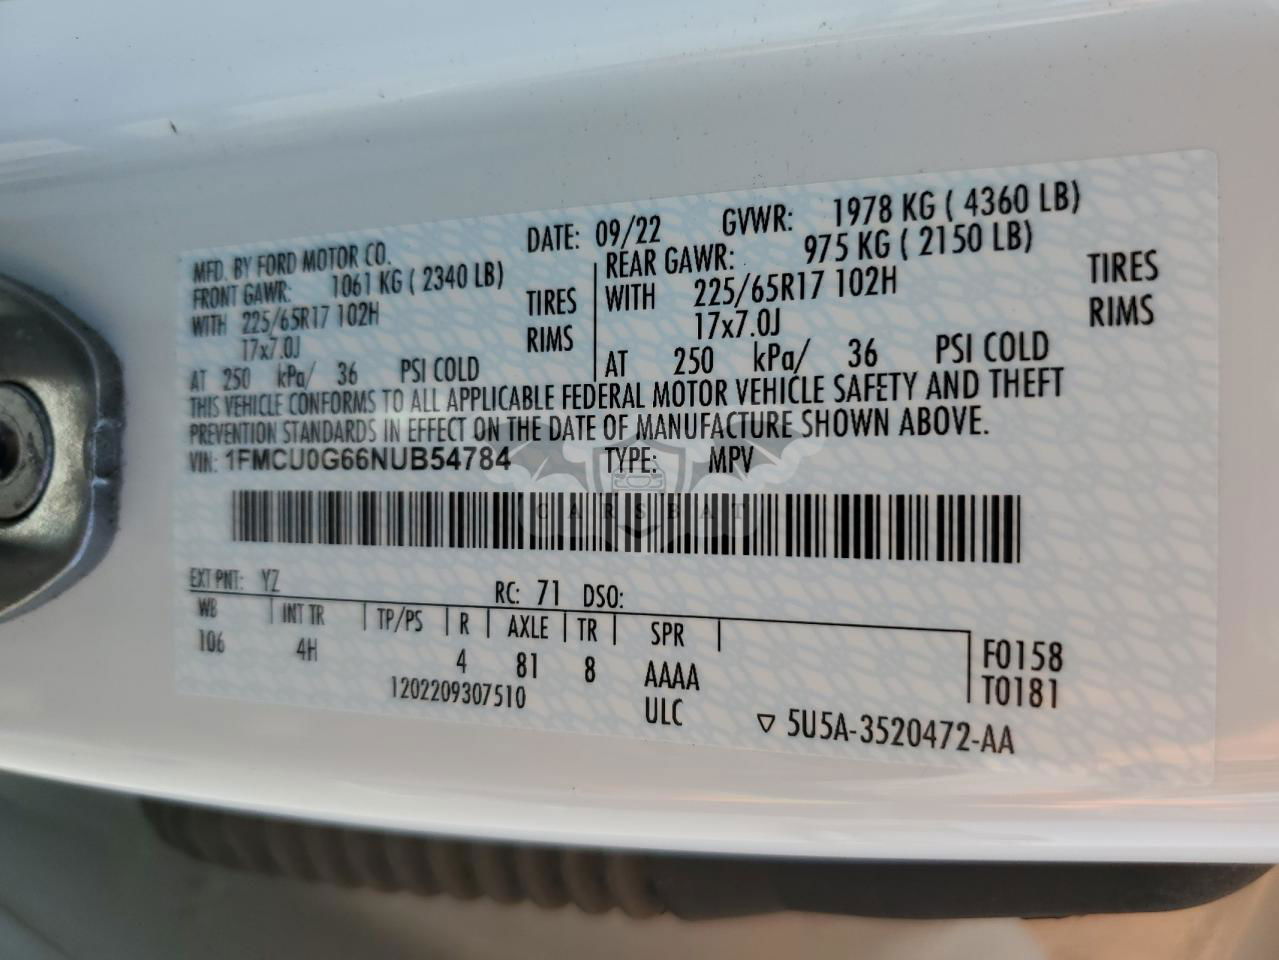 MFD. BY FORD MOTOR CO. DATE: 09/22 GVWR: 1978 KG ( 4360 LB)
FRONT GAWR: 1061 KG ( 2340 LB) REAR GAWR: 975 KG ( 2150 LB)
WITH 225/65R17 102H TIRES WITH 225/65R17 102H TIRES
17x7.0J RIMS 17x7.0J RIMS
AT 250 kPa/ 36 PSI COLD AT 250 kPa/ 36 PSI COLD
THIS VEHICLE CONFORMS TO ALL APPLICABLE FEDERAL MOTOR VEHICLE SAFETY AND THEFT
PREVENTION STANDARDS IN EFFECT ON THE DATE OF MANUFACTURE SHOWN ABOVE.
VIN: 1FMCU0G66NUB54784 TYPE: MPV
CARSBAT
EXT PNT: YZ RC: 71 DSO:
WB INT TR TP/PS R AXLE TR SPR
106 4H 4 81 8 AAAA
F0158
T0181
1202209307510 ULC ▽ 5U5A-3520472-AA